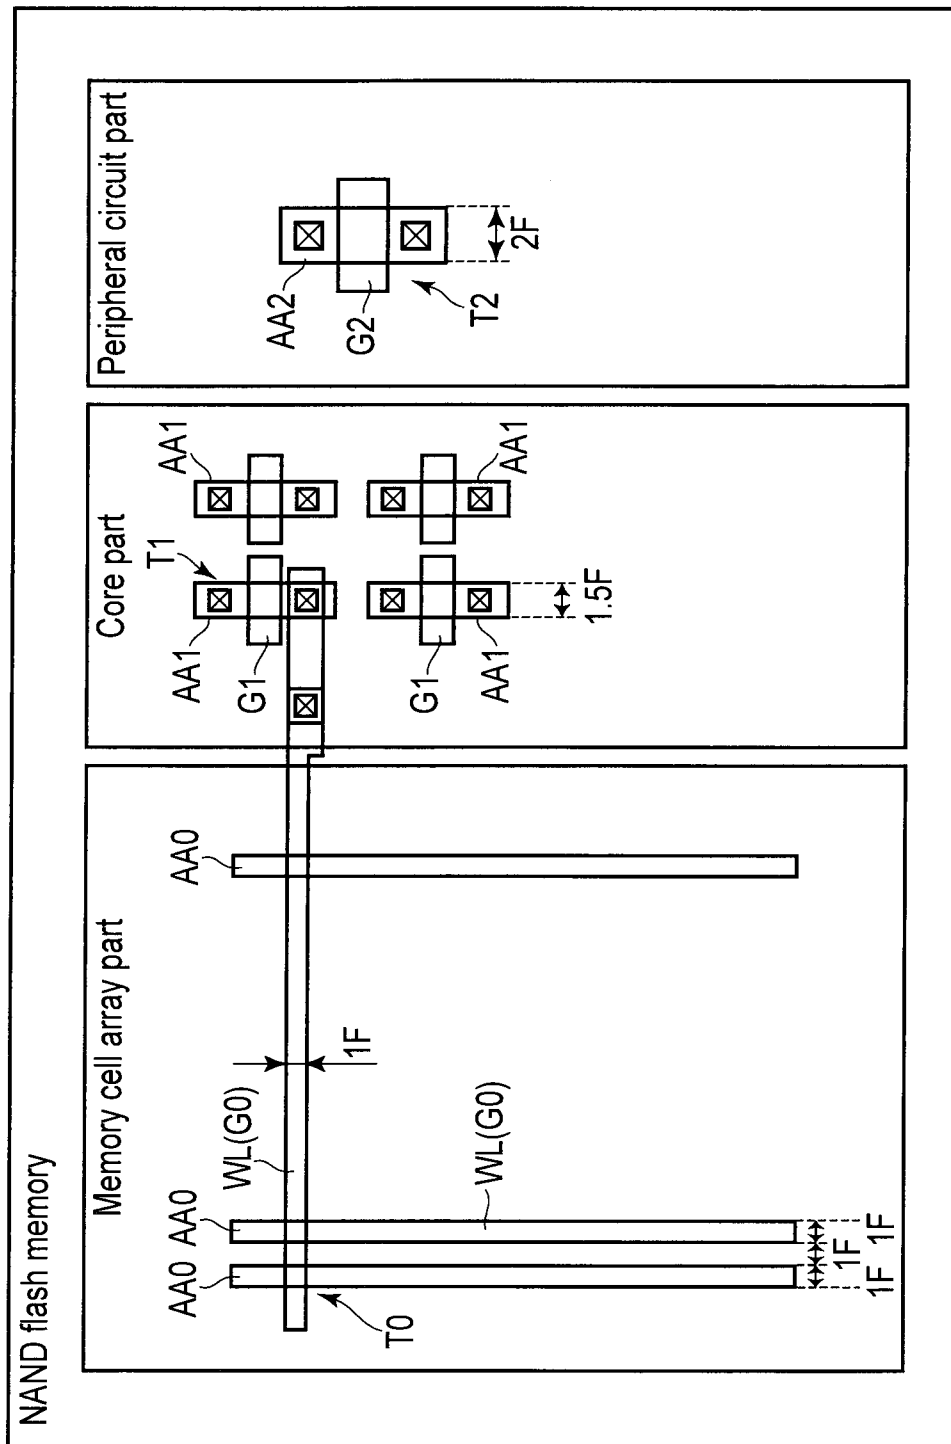 NAND flash memory
Memory cell array part
AA0
AA0
AA0
WL(G0)
1F
WL(G0)
T0
1F
1F
1F
Core part
T1
AA1
AA1
G1
G1
AA1
AA1
1.5F
Peripheral circuit part
AA2
G2
T2
2F